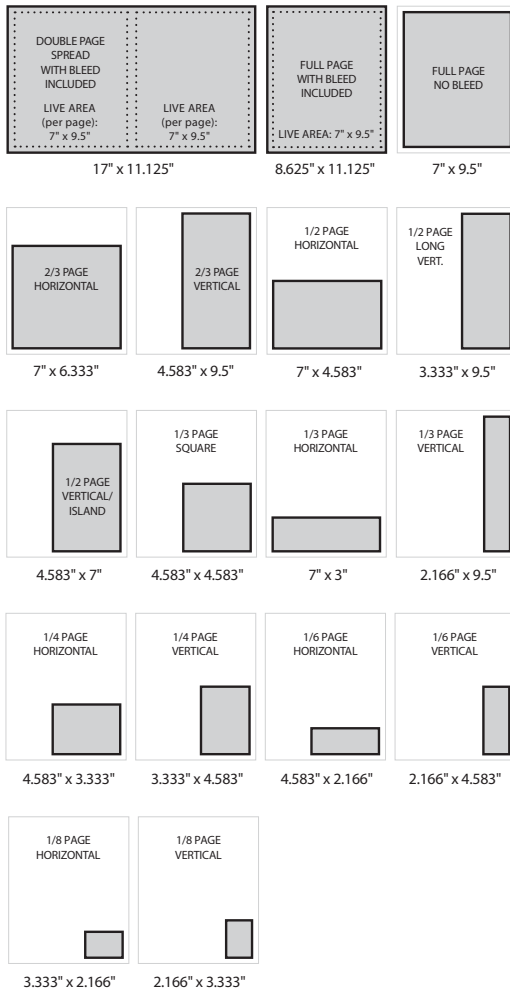 DOUBLE PAGE
SPREAD
WITH BLEED
INCLUDED
LIVE AREA
(per page):
7" x 9.5"
LIVE AREA
(per page):
7" x 9.5"
17" x 11.125"
FULL PAGE
WITH BLEED
INCLUDED
LIVE AREA: 7" x 9.5"
8.625" x 11.125"
FULL PAGE
NO BLEED
7" x 9.5"
2/3 PAGE
HORIZONTAL
7" x 6.333"
2/3 PAGE
VERTICAL
4.583" x 9.5"
1/2 PAGE
HORIZONTAL
7" x 4.583"
1/2 PAGE
LONG
VERT.
3.333" x 9.5"
1/2 PAGE
VERTICAL/
ISLAND
4.583" x 7"
1/3 PAGE
SQUARE
4.583" x 4.583"
1/3 PAGE
HORIZONTAL
7" x 3"
1/3 PAGE
VERTICAL
2.166" x 9.5"
1/4 PAGE
HORIZONTAL
4.583" x 3.333"
1/4 PAGE
VERTICAL
3.333" x 4.583"
1/6 PAGE
HORIZONTAL
4.583" x 2.166"
1/6 PAGE
VERTICAL
2.166" x 4.583"
1/8 PAGE
HORIZONTAL
3.333" x 2.166"
1/8 PAGE
VERTICAL
2.166" x 3.333"